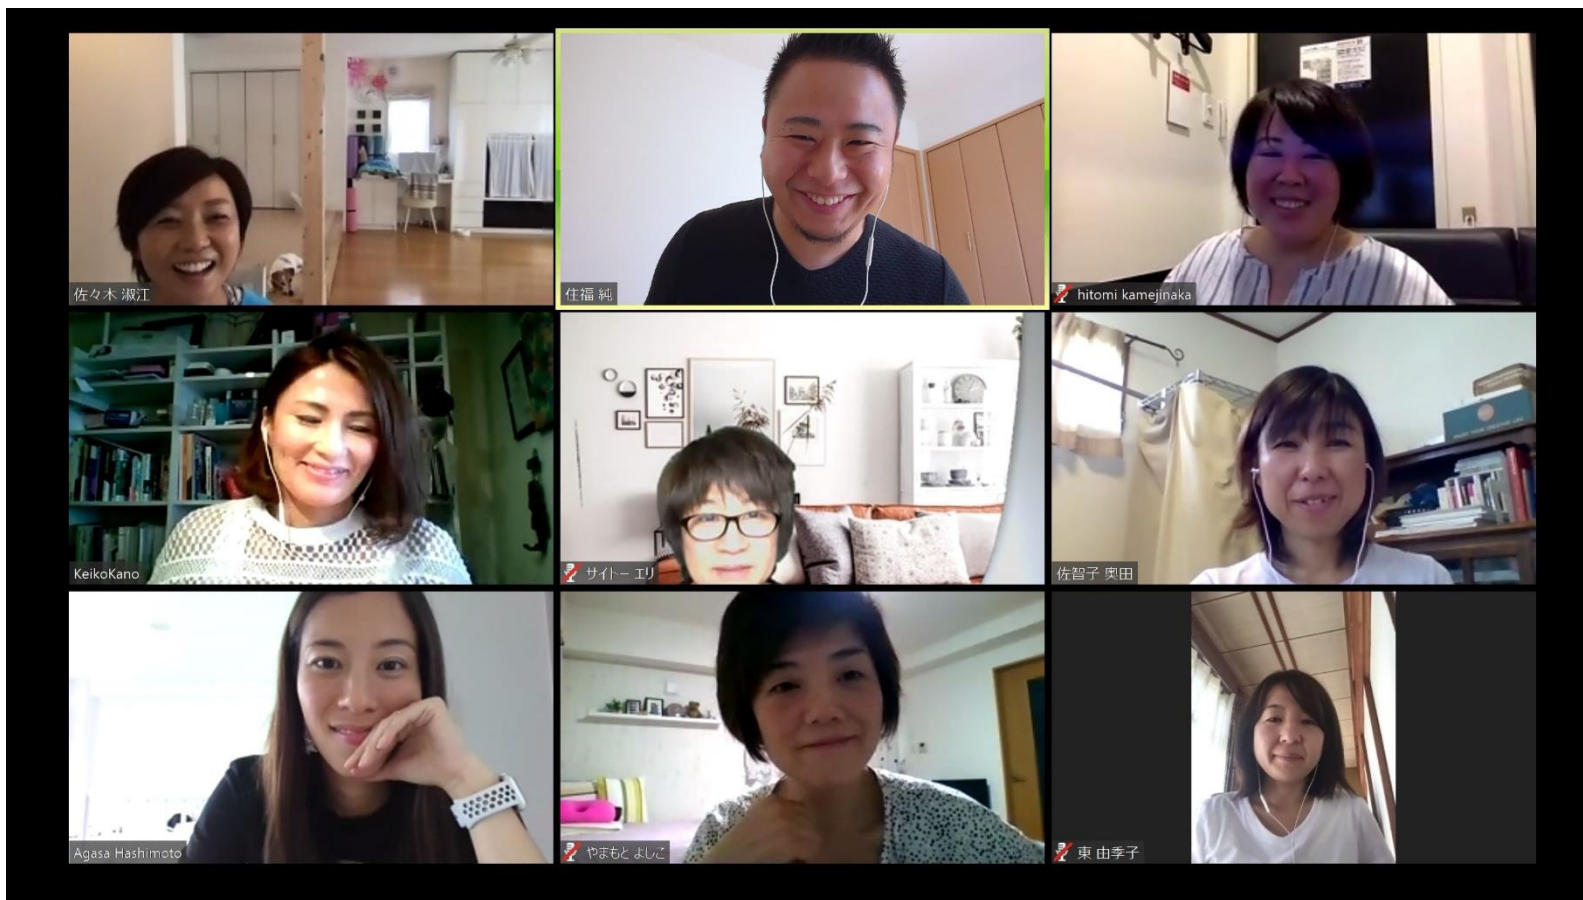 佐々木 淑江
住福 純
hitomi kamejinaka
KeikoKano
サイトー エリ
佐智子 奥田
Agasa Hashimoto
やまもと よしこ
東 由季子